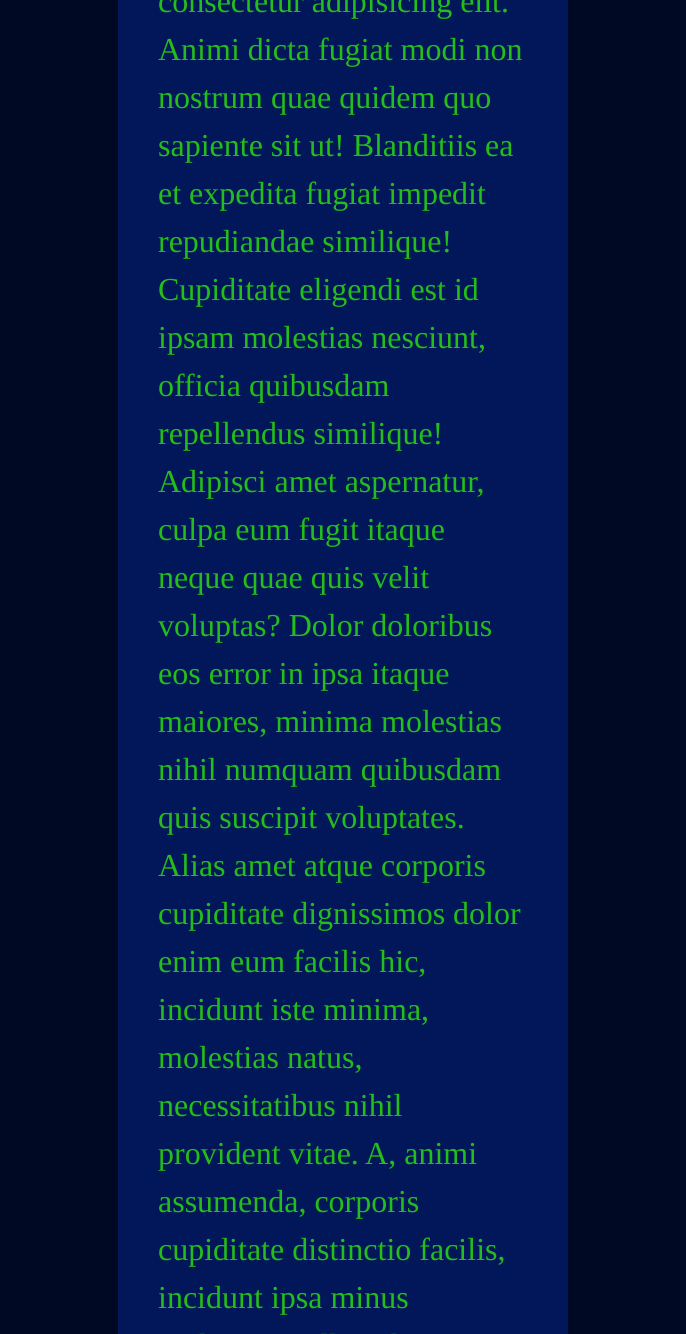 consectetur adipisicing elit.
Animi dicta fugiat modi non
nostrum quae quidem quo
sapiente sit ut! Blanditiis ea
et expedita fugiat impedit
repudiandae similique!
Cupiditate eligendi est id
ipsam molestias nesciunt,
officia quibusdam
repellendus similique!
Adipisci amet aspernatur,
culpa eum fugit itaque
neque quae quis velit
voluptas? Dolor doloribus
eos error in ipsa itaque
maiores, minima molestias
nihil numquam quibusdam
quis suscipit voluptates.
Alias amet atque corporis
cupiditate dignissimos dolor
enim eum facilis hic,
incidunt iste minima,
molestias natus,
necessitatibus nihil
provident vitae. A, animi
assumenda, corporis
cupiditate distinctio facilis,
incidunt ipsa minus